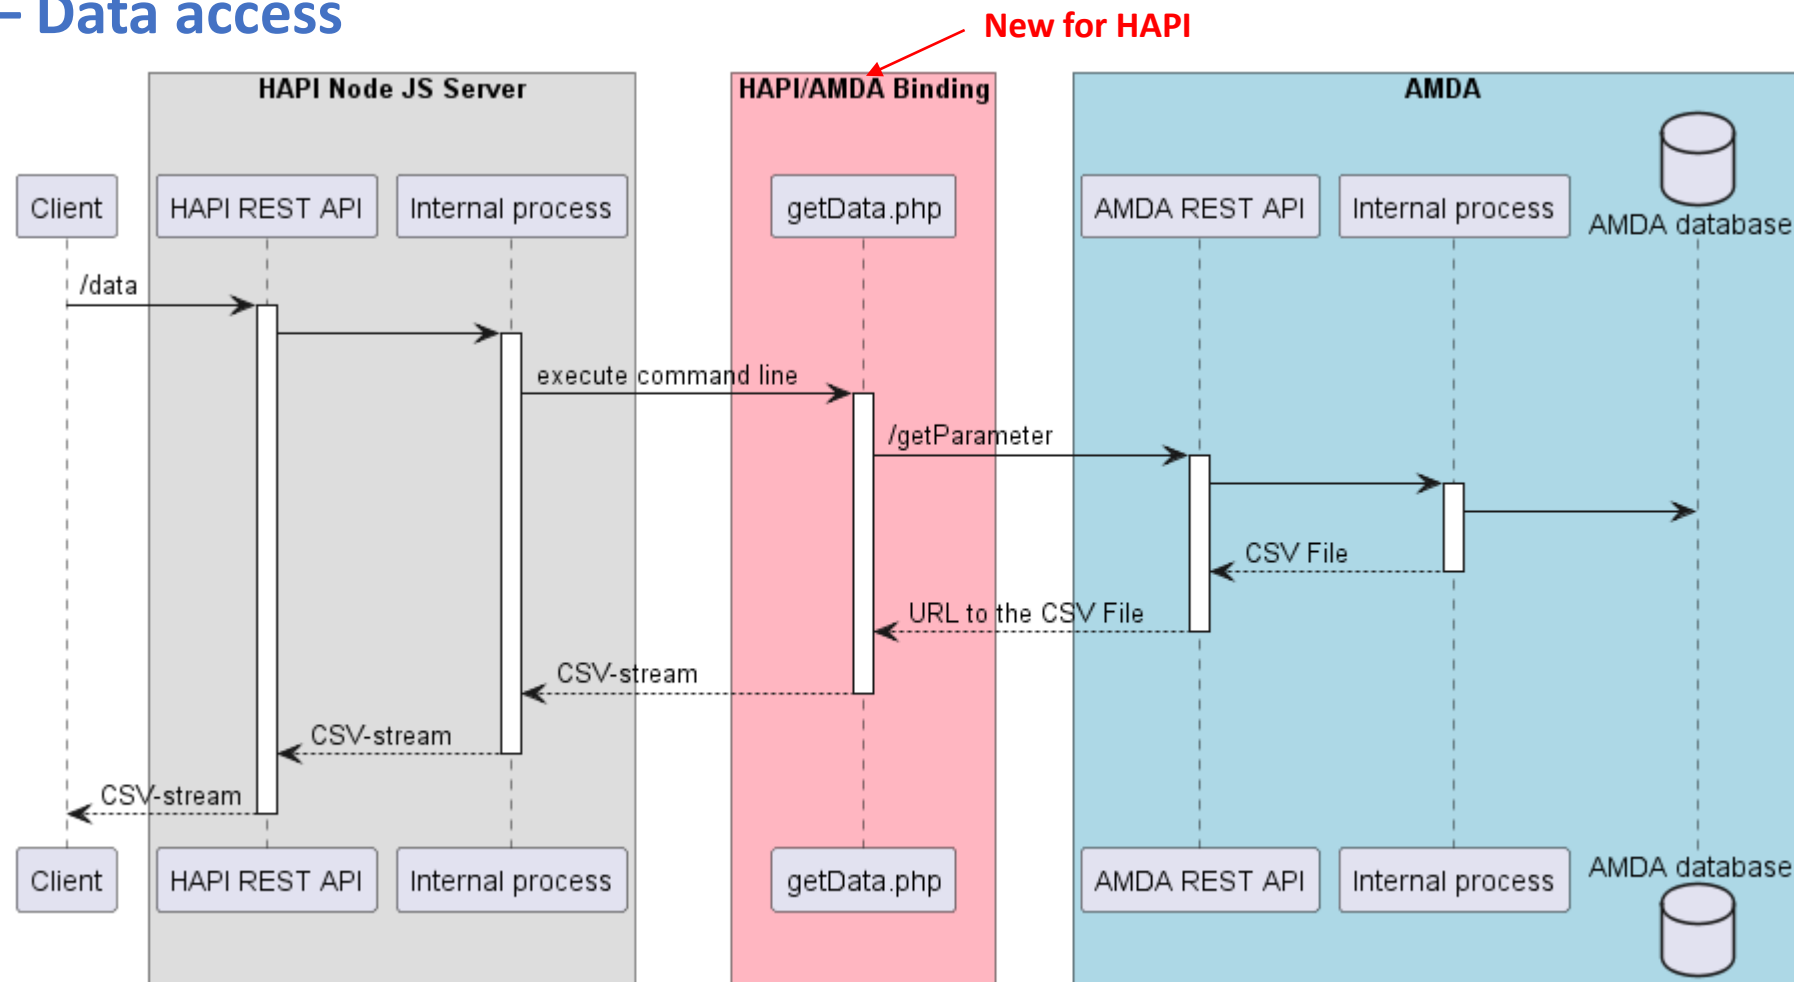 – Data access
New for HAPI
HAPI Node JS Server
HAPI/AMDA Binding
AMDA
Client
HAPI REST API
Internal process
getData.php
AMDA REST API
Internal process
AMDA database
/data
execute command line
/getParameter
CSV File
URL to the CSV File
CSV-stream
CSV-stream
CSV-stream
Client
HAPI REST API
Internal process
getData.php
AMDA REST API
Internal process
AMDA database